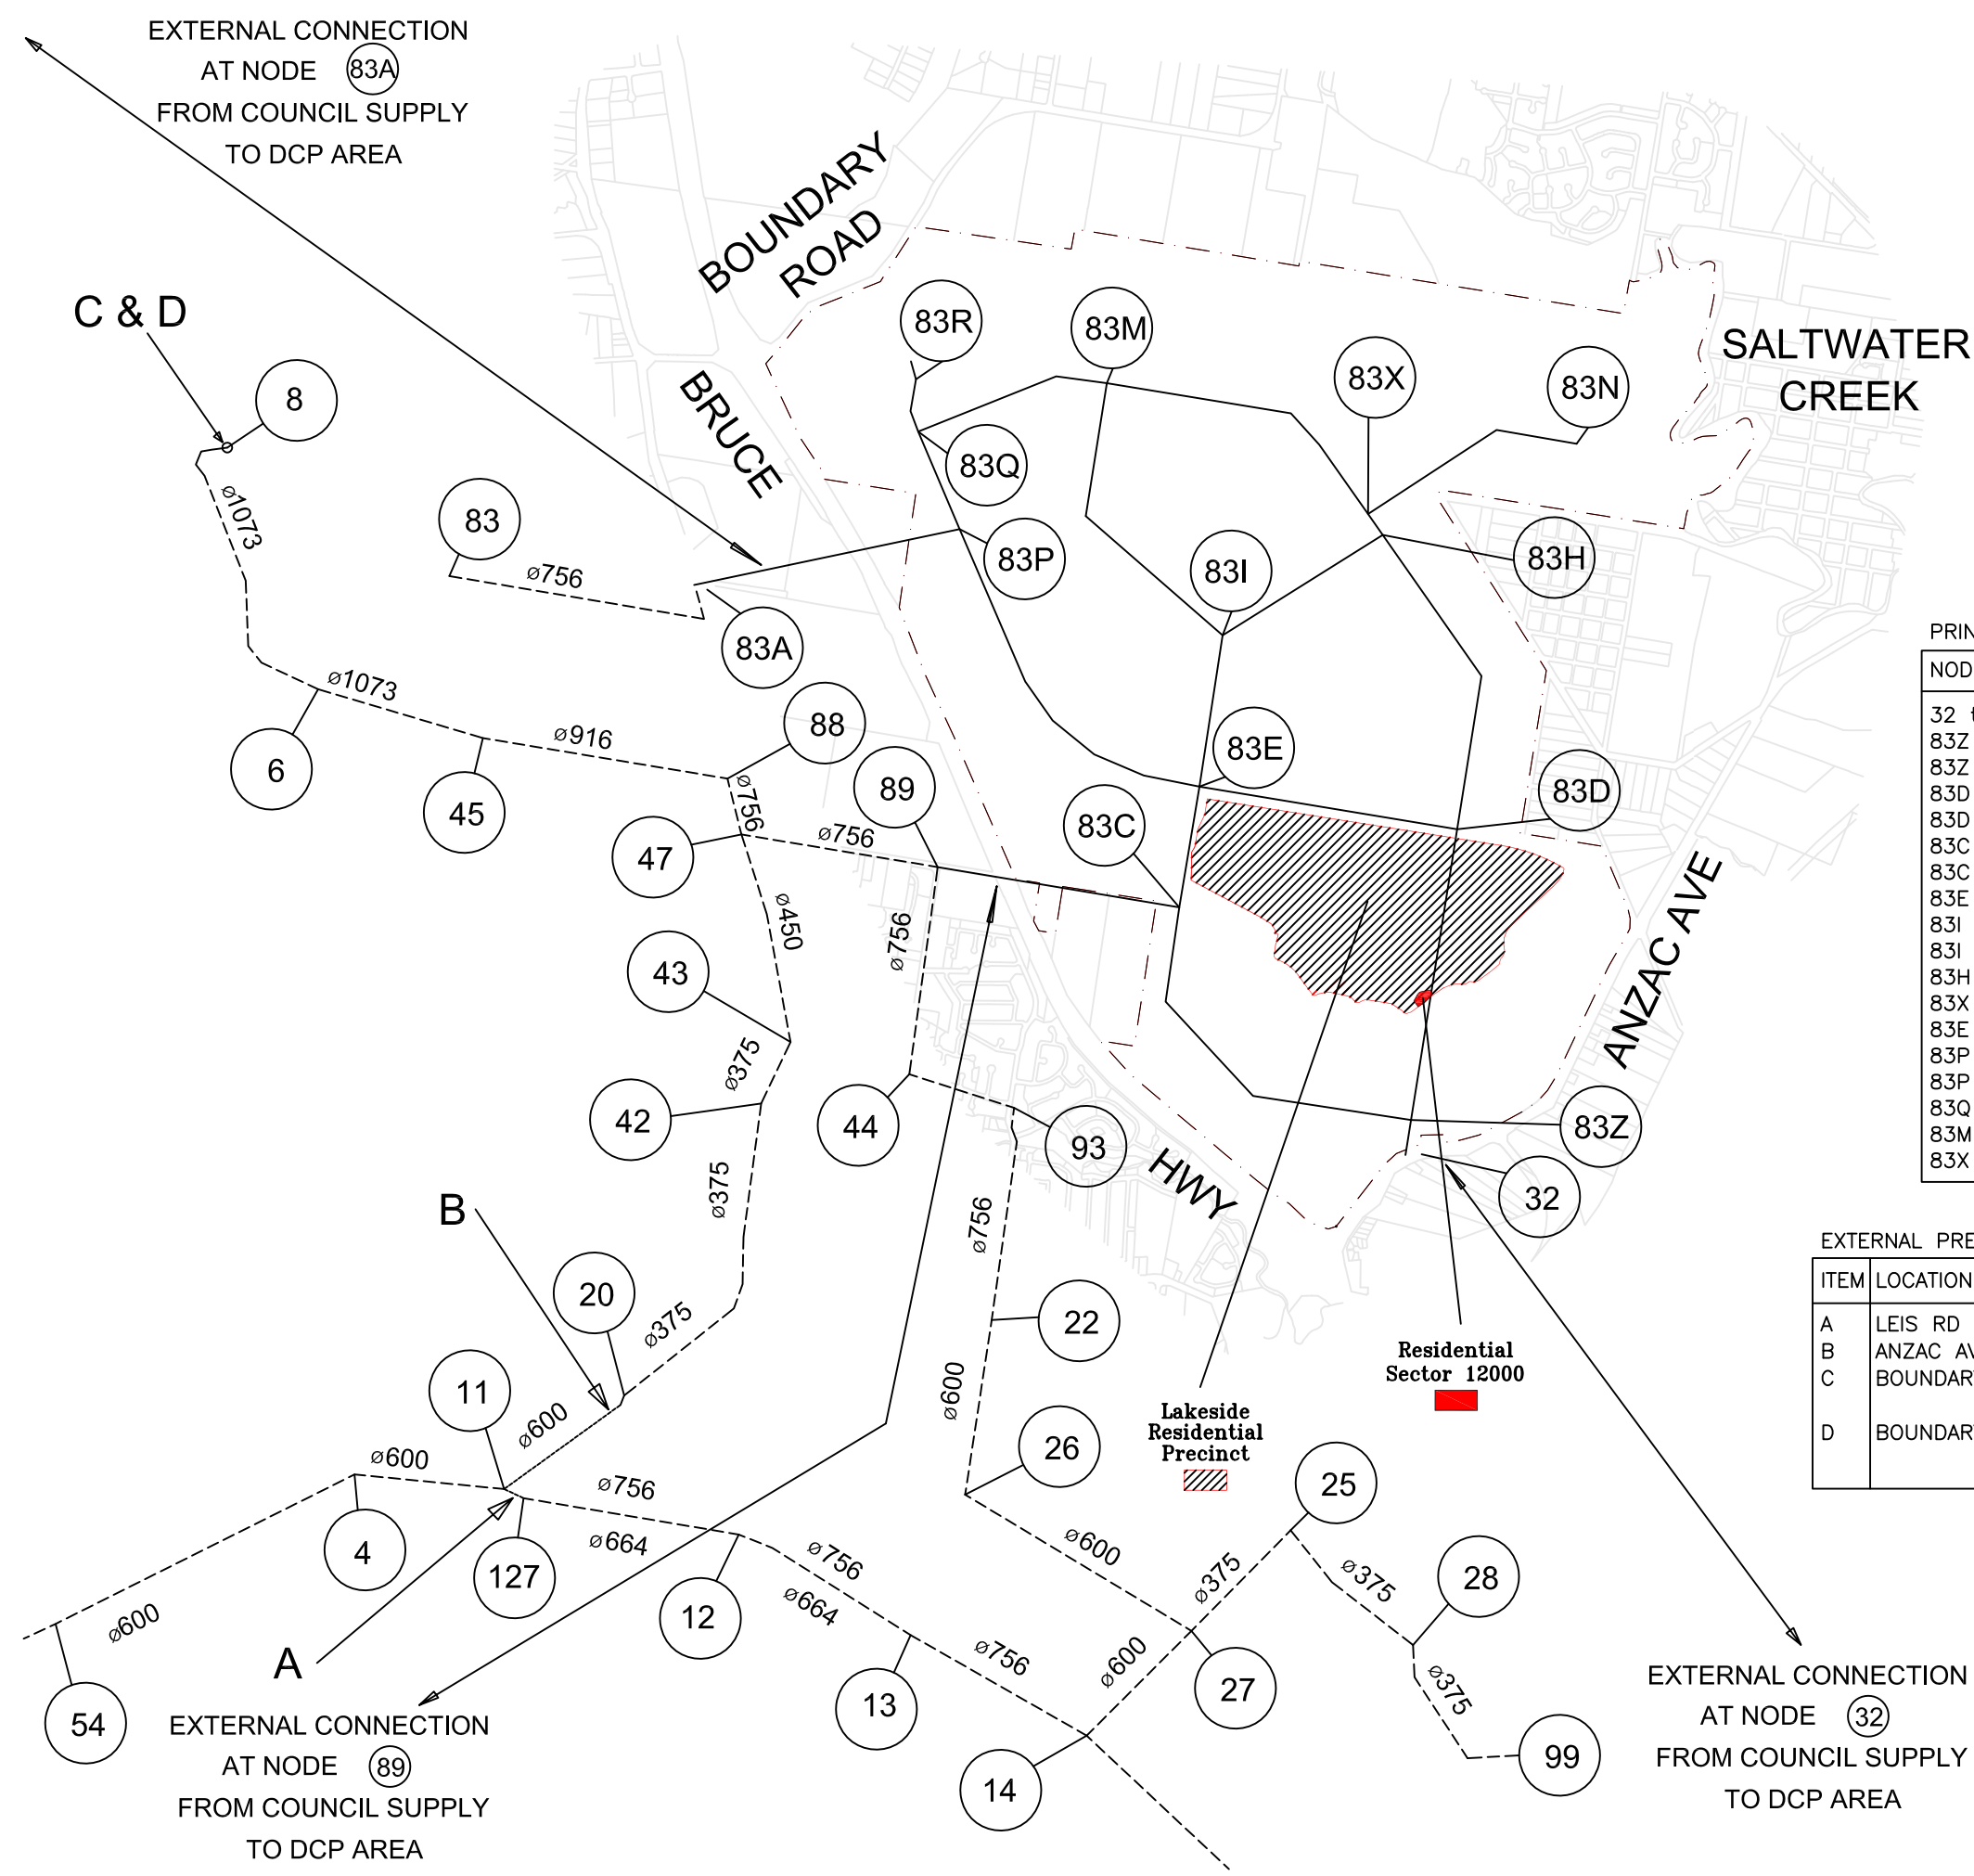 EXTERNAL CONNECTION
AT NODE 83A
FROM COUNCIL SUPPLY
TO DCP AREA
BOUNDARY
ROAD
C & D
83R
83M
83X
83N
SALTWATER
CREEK
BRUCE
8
83Q
ø1073
83
ø756
83P
83I
83H
83A
ø1073
6
45
ø916
88
ø756
89
83E
83D
83C
47
ø756
ø450
ø756
43
ANZAC AVE
ø375
42
44
93
83Z
HWY
32
ø375
B
ø756
20
ø375
22
11
ø600
ø600
26
Residential
Sector 12000
Lakeside
Residential
Precinct
25
ø600
ø756
4
127
ø664
12
ø756
ø664
ø600
ø375
ø375
28
ø600
54
A
13
ø756
ø600
27
ø375
14
99
EXTERNAL CONNECTION
AT NODE 89
FROM COUNCIL SUPPLY
TO DCP AREA
EXTERNAL CONNECTION
AT NODE 32
FROM COUNCIL SUPPLY
TO DCP AREA
PRIN
NOD
32 t
83Z
83Z
83D
83D
83C
83C
83E
83I
83I
83H
83X
83E
83P
83P
83Q
83M
83X
EXTERNAL PRE
ITEM LOCATION
A LEIS RD
B ANZAC AV
C BOUNDAR
D BOUNDAR